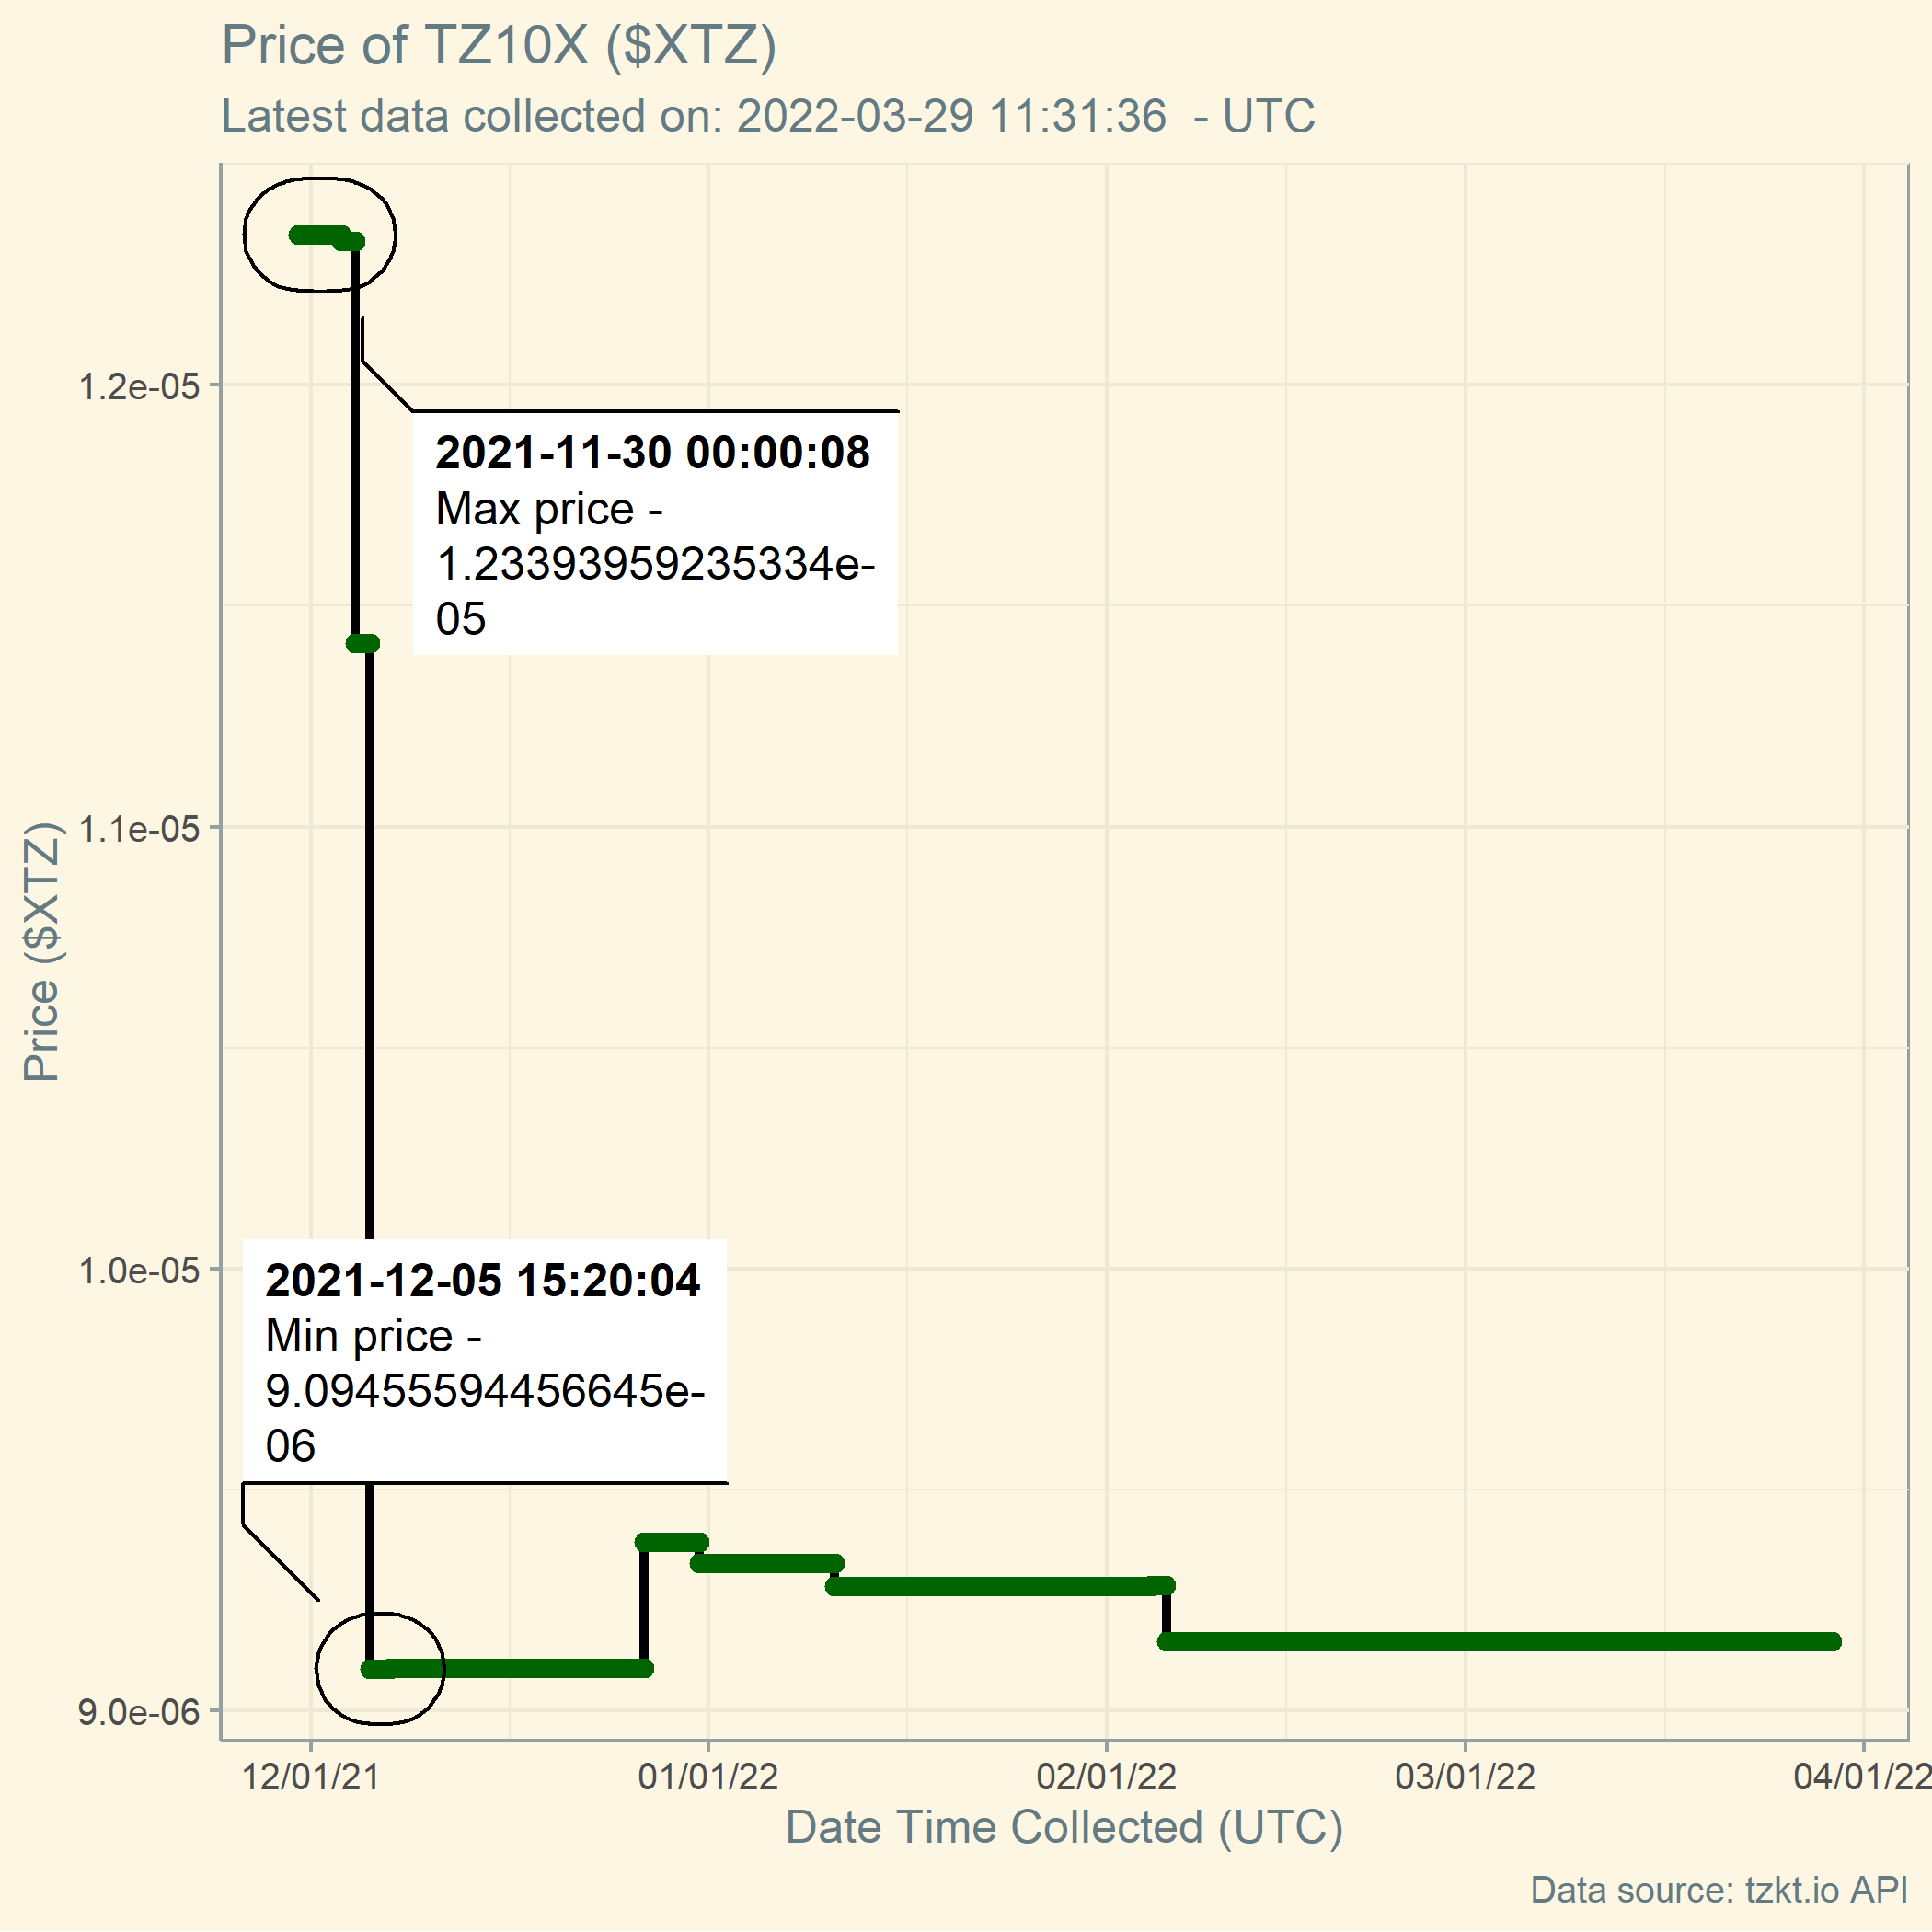 Price of TZ10X ($XTZ)
Latest data collected on: 2022-03-29 11:31:36  - UTC
Price ($XTZ)
1.2e-05
1.1e-05
1.0e-05
9.0e-06
2021-11-30 00:00:08
Max price -
1.23393959235334e-
05
2021-12-05 15:20:04
Min price -
9.09455594456645e-
06
12/01/21
01/01/22
02/01/22
03/01/22
04/01/22
Date Time Collected (UTC)
Data source: tzkt.io API